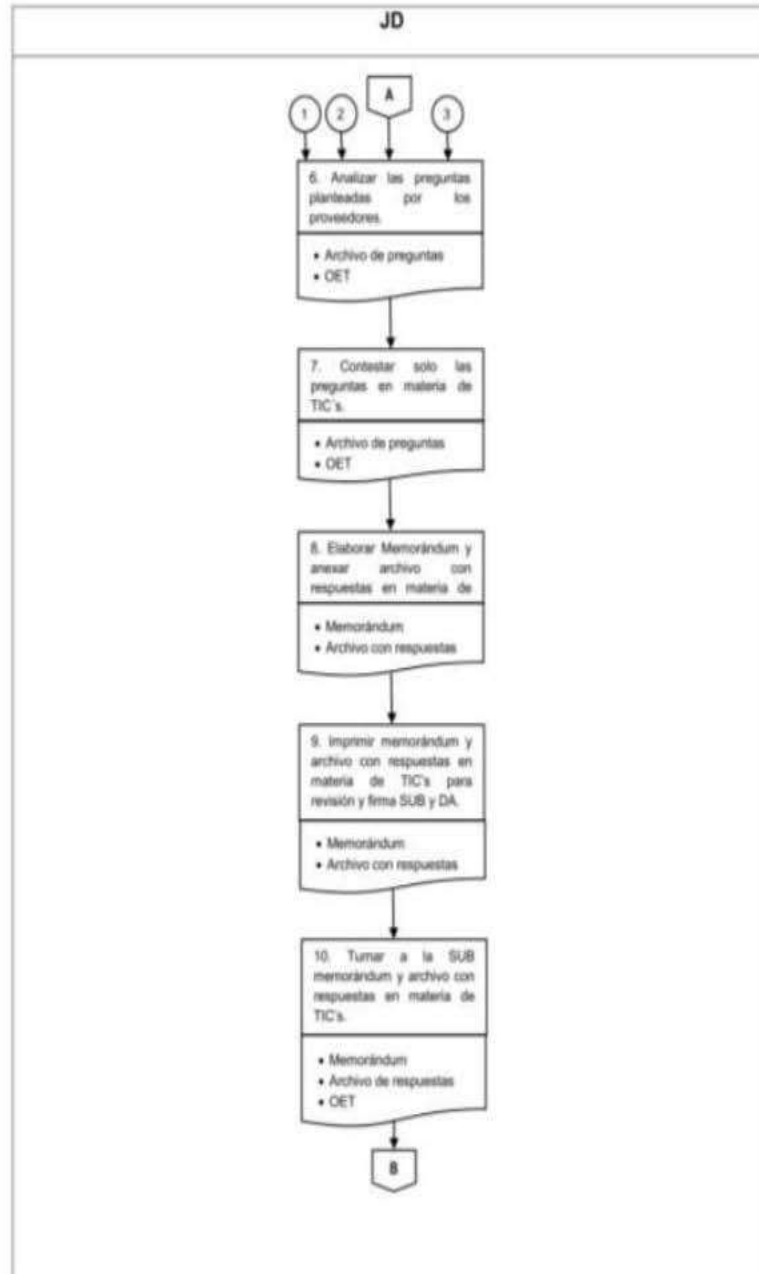 JD
A
1 2 3
6. Analizar las preguntas
planteadas por los
proveedores.
• Archivo de preguntas
• OET
7. Contestar solo las
preguntas en materia de
TIC´s.
• Archivo de preguntas
• OET
8. Elaborar Memorándum y
anexar archivo con
respuestas en materia de
• Memorándum
• Archivo con respuestas
9. Imprimir memorándum y
archivo con respuestas en
materia de TIC's para
revisión y firma SUB y DA.
• Memorándum
• Archivo con respuestas
10. Turnar a la SUB
memorándum y archivo con
respuestas en materia de
TIC's.
• Memorándum
• Archivo de respuestas
• OET
B